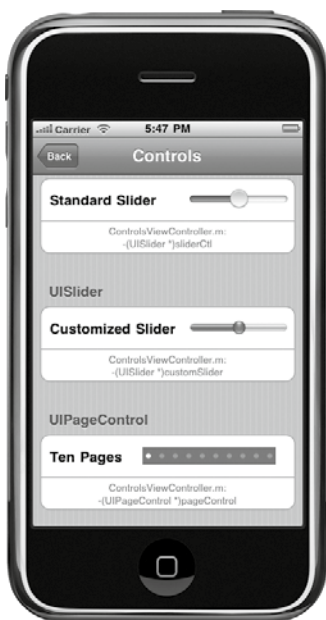 Carrier 5:47 PM
Back Controls
Standard Slider
ControlsViewController.m:
-(UISlider *)sliderCtl
UISlider
Customized Slider
ControlsViewController.m:
-(UISlider *)customSlider
UIPageControl
Ten Pages
ControlsViewController.m:
-(UIPageControl *)pageControl